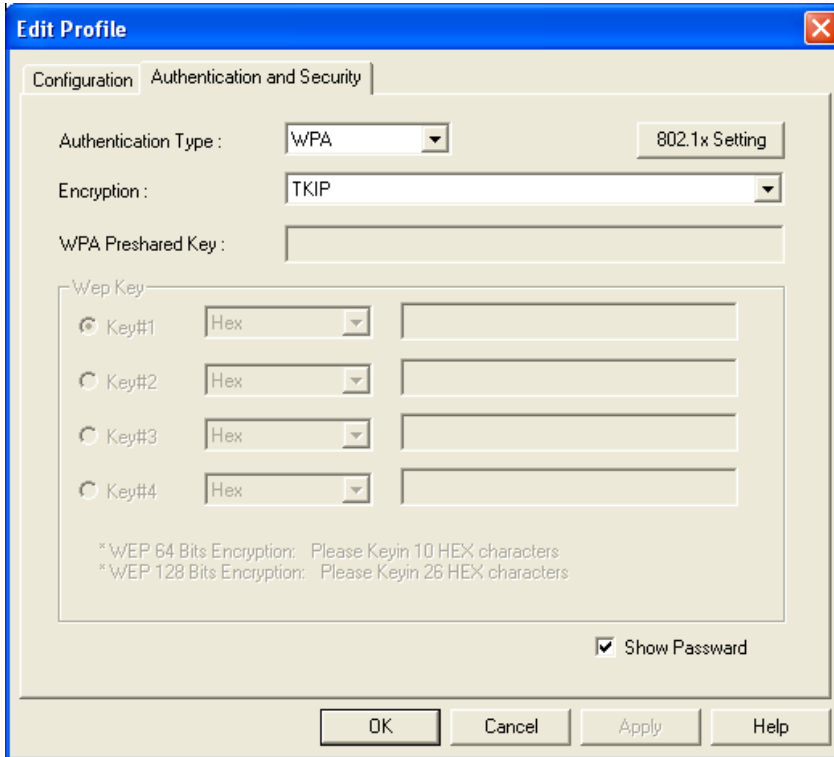 Edit Profile
Configuration Authentication and Security
Authentication Type : WPA 802.1x Setting
Encryption : TKIP
WPA Preshared Key :
Wep Key
Key#1 Hex
Key#2 Hex
Key#3 Hex
Key#4 Hex
* WEP 64 Bits Encryption: Please Keyin 10 HEX characters
* WEP 128 Bits Encryption: Please Keyin 26 HEX characters
Show Passward
OK Cancel Apply Help